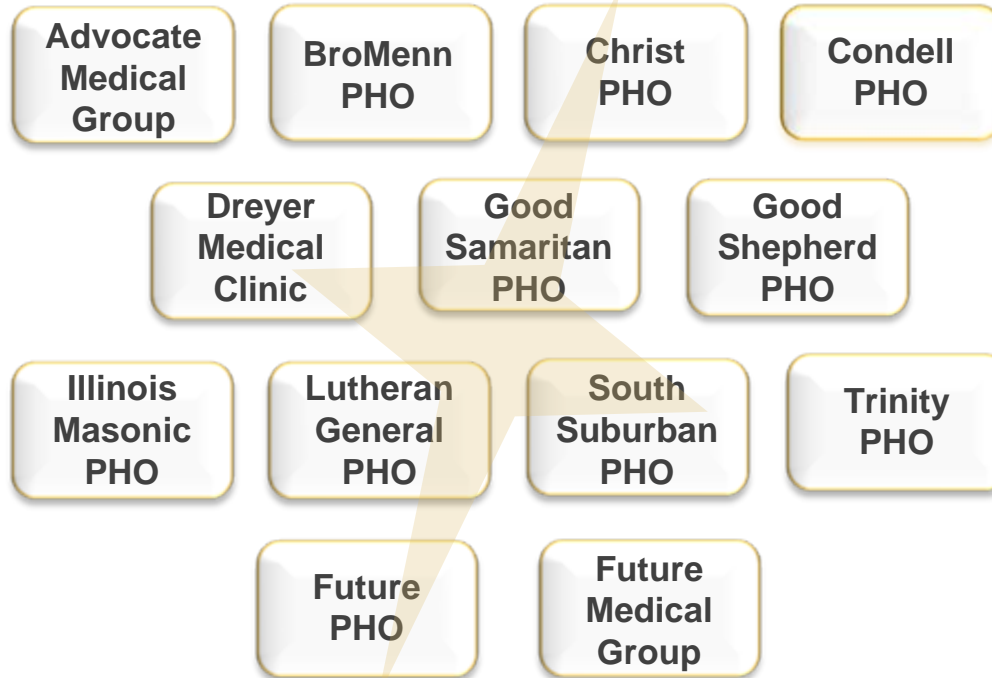 Advocate
Medical
Group
BroMenn
PHO
Christ
PHO
Condell
PHO
Dreyer
Medical
Clinic
Good
Samaritan
PHO
Good
Shepherd
PHO
Illinois
Masonic
PHO
Lutheran
General
PHO
South
Suburban
PHO
Trinity
PHO
Future
PHO
Future
Medical
Group